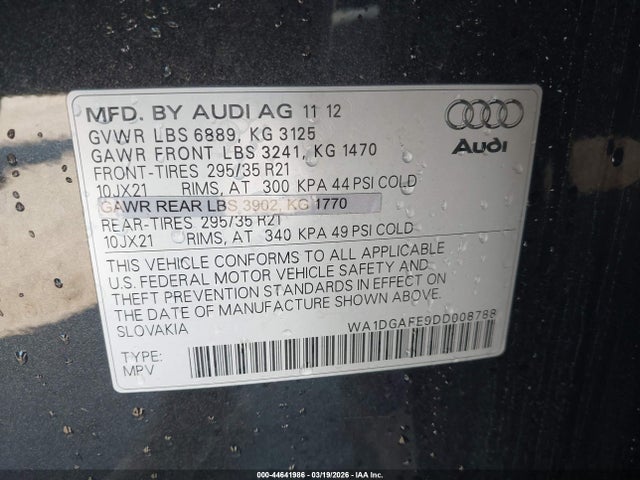 MFD. BY AUDI AG 11 12
GVWR LBS 6889, KG 3125
GAWR FRONT LBS 3241, KG 1470
FRONT-TIRES 295/35 R21
10JX21 RIMS, AT 300 KPA 44 PSI COLD
GAWR REAR LBS 3902, KG 1770
REAR-TIRES 295/35 R21
10JX21 RIMS, AT 340 KPA 49 PSI COLD
Audi
THIS VEHICLE CONFORMS TO ALL APPLICABLE
U.S. FEDERAL MOTOR VEHICLE SAFETY AND
THEFT PREVENTION STANDARDS IN EFFECT ON
THE DATE OF MANUFACTURE SHOWN ABOVE.
SLOVAKIA
WA1DGAFE9DD008788
TYPE:
MPV
000-44641986 - 03/19/2026 - IAAI, Inc.